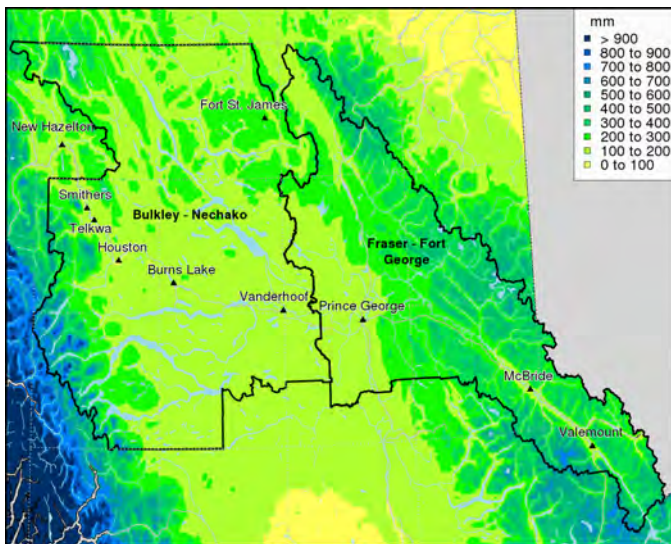 mm
> 900
800 to 900
700 to 800
600 to 700
500 to 600
400 to 500
300 to 400
200 to 300
100 to 200
0 to 100
Fort St. James
New Hazelton
Smithers
Telkwa
Bulkley - Nechako
Houston
Burns Lake
Fraser - Fort
George
Vanderhoof
Prince George
McBride
Valemount